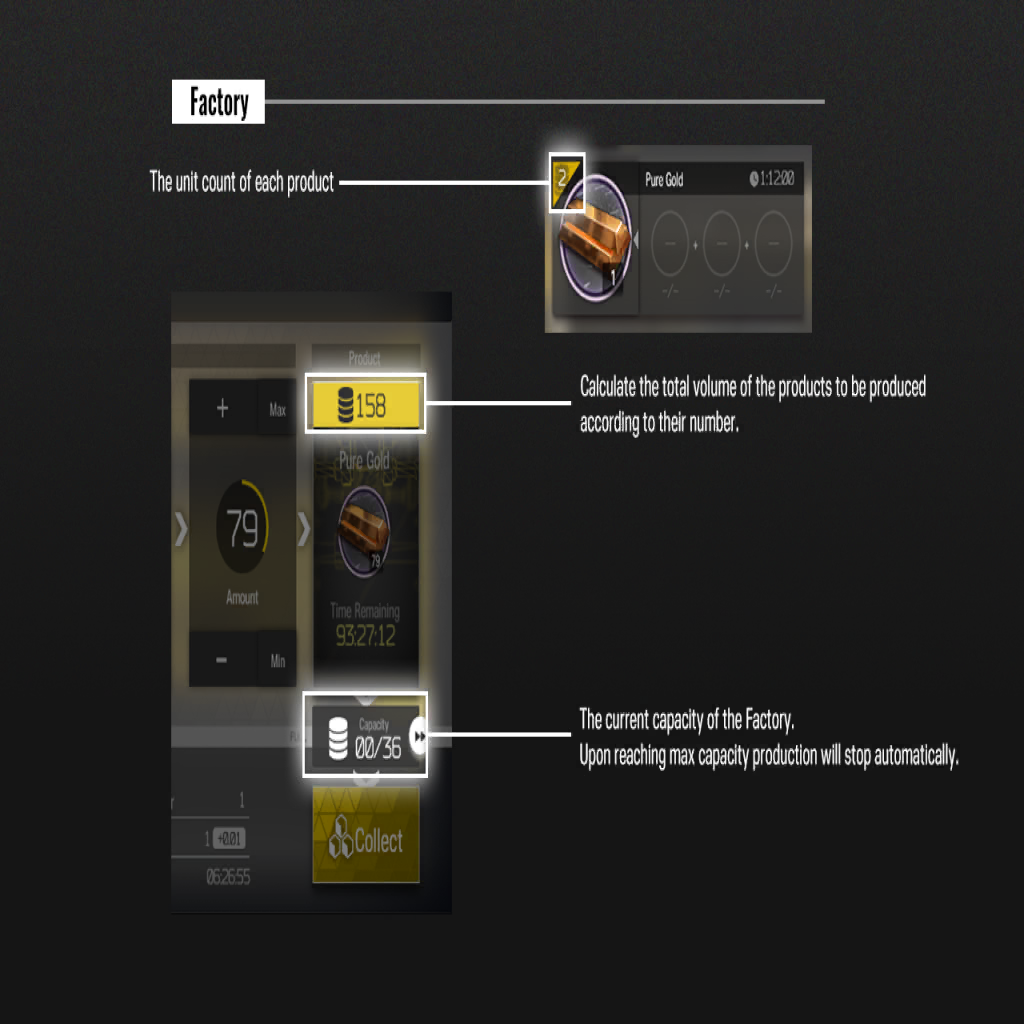 Factory
The unit count of each product
2
Pure Gold
1:12:00
1
-/-
-/-
-/-
Product
158
Calculate the total volume of the products to be produced
according to their number.
+
Max
Pure Gold
79
79
Amount
Time Remaining
93:27:12
−
Min
Capacity
00/36
The current capacity of the Factory.
Upon reaching max capacity production will stop automatically.
1
1 +0.01
Collect
06:26:55